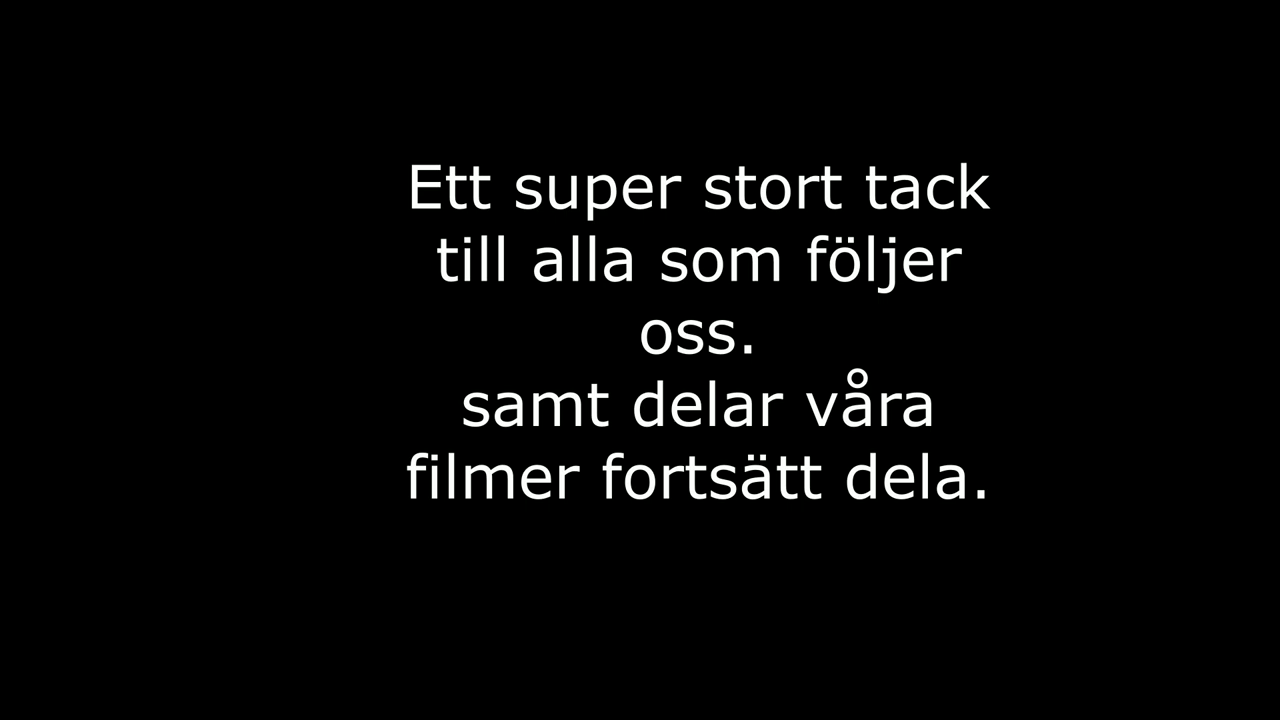 Ett super stort tack
till alla som följer
oss.
samt delar våra
filmer fortsätt dela.